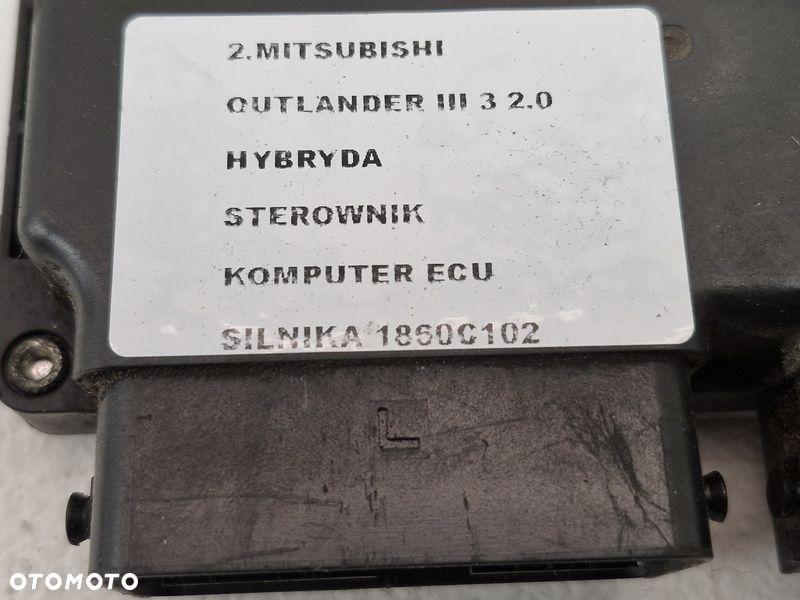 2.MITSUBISHI
OUTLANDER III 3 2.0
HYBRYDA
STEROWNIK
KOMPUTER ECU
SILNIKA 1860C102
L
OTOMOTO